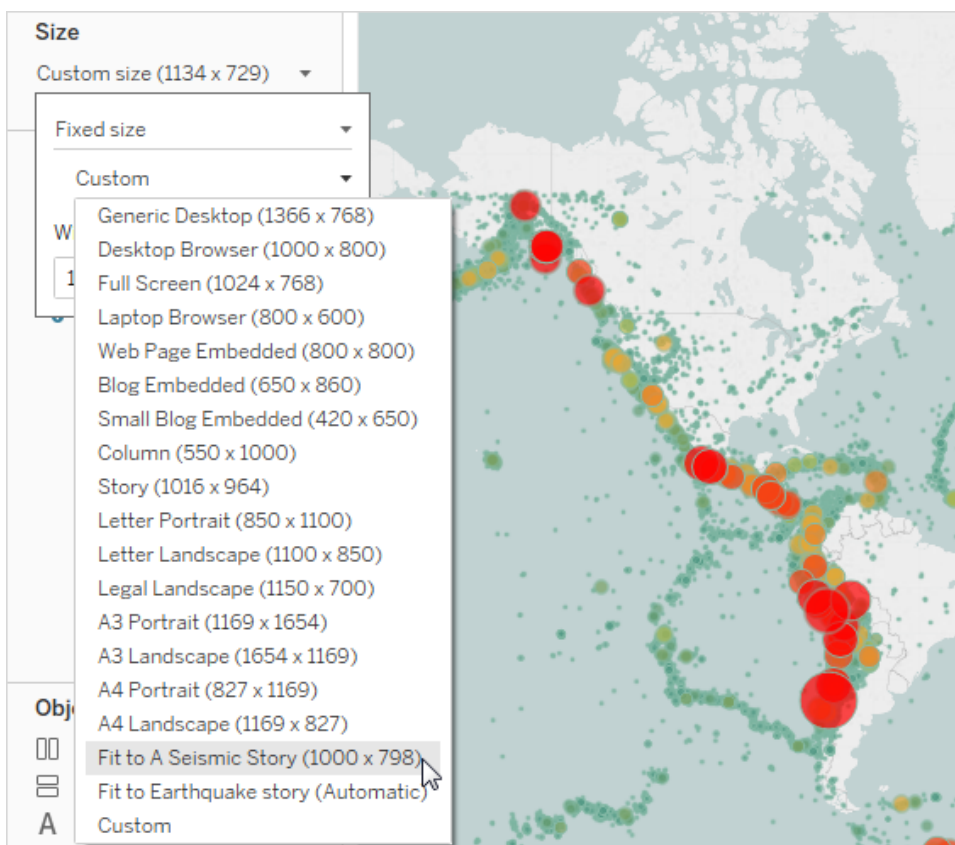 Size
Custom size (1134 x 729)
Fixed size
Custom
Generic Desktop (1366 x 768)
Desktop Browser (1000 x 800)
Full Screen (1024 x 768)
Laptop Browser (800 x 600)
Web Page Embedded (800 x 800)
Blog Embedded (650 x 860)
Small Blog Embedded (420 x 650)
Column (550 x 1000)
Story (1016 x 964)
Letter Portrait (850 x 1100)
Letter Landscape (1100 x 850)
Legal Landscape (1150 x 700)
A3 Portrait (1169 x 1654)
A3 Landscape (1654 x 1169)
A4 Portrait (827 x 1169)
A4 Landscape (1169 x 827)
Fit to A Seismic Story (1000 x 798)
Fit to Earthquake story (Automatic)
Custom
A